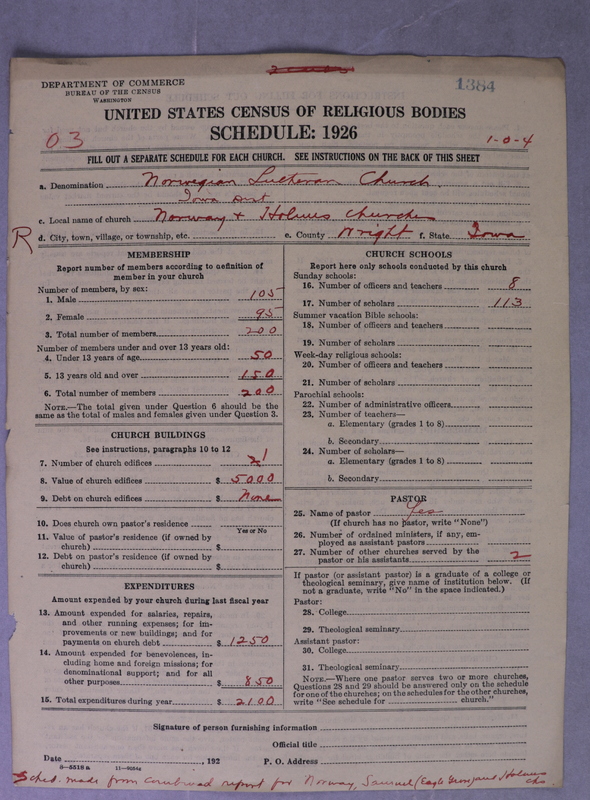 DEPARTMENT OF COMMERCE
BUREAU OF THE CENSUS
WASHINGTON
1384
UNITED STATES CENSUS OF RELIGIOUS BODIES
SCHEDULE: 1926
03
1-0-4
FILL OUT A SEPARATE SCHEDULE FOR EACH CHURCH. SEE INSTRUCTIONS ON THE BACK OF THIS SHEET
a. Denomination Norwegian Lutheran Church
Iowa Dist
c. Local name of church Norway + Holmes Churches
R
d. City, town, village, or township, etc. e. County Wright f. State Iowa
MEMBERSHIP
Report number of members according to definition of
member in your church
Number of members, by sex:
1. Male 105
2. Female 95
3. Total number of members 200
Number of members under and over 13 years old:
4. Under 13 years of age 50
5. 13 years old and over 150
6. Total number of members 200
NOTE.—The total given under Question 6 should be the
same as the total of males and females given under Question 3.
CHURCH BUILDINGS
See instructions, paragraphs 10 to 12
7. Number of church edifices 2 1
8. Value of church edifices $ 5000
9. Debt on church edifices $ None
10. Does church own pastor's residence
Yes or No
11. Value of pastor's residence (if owned by
church) $
12. Debt on pastor's residence (if owned by
church) $
EXPENDITURES
Amount expended by your church during last fiscal year
13. Amount expended for salaries, repairs,
and other running expenses; for im-
provements or new buildings; and for
payments on church debt $ 1250
14. Amount expended for benevolences, in-
cluding home and foreign missions; for
denominational support; and for all
other purposes $ 850
15. Total expenditures during year $ 2100
CHURCH SCHOOLS
Report here only schools conducted by this church
Sunday schools:
16. Number of officers and teachers 8
17. Number of scholars 113
Summer vacation Bible schools:
18. Number of officers and teachers
19. Number of scholars
Week-day religious schools:
20. Number of officers and teachers
21. Number of scholars
Parochial schools:
22. Number of administrative officers
23. Number of teachers—
a. Elementary (grades 1 to 8)
b. Secondary
24. Number of scholars—
a. Elementary (grades 1 to 8)
b. Secondary
PASTOR
25. Name of pastor Yes
(If church has no pastor, write "None")
26. Number of ordained ministers, if any, em-
ployed as assistant pastors
27. Number of other churches served by the
pastor or his assistants 2
If pastor (or assistant pastor) is a graduate of a college or
theological seminary, give name of institution below. (If
not a graduate, write "No" in the space indicated.)
Pastor:
28. College
29. Theological seminary
Assistant pastor:
30. College
31. Theological seminary
NOTE.—Where one pastor serves two or more churches,
Questions 28 and 29 should be answered only on the schedule
for one of the churches; on the schedules for the other churches,
write "See schedule for church."
Signature of person furnishing information
Official title
Date , 192 P. O. Address
8—5518 a 11—9054
Sched. made from combined report for Norway, Samuel (Eagle Grove) and Holmes
chs